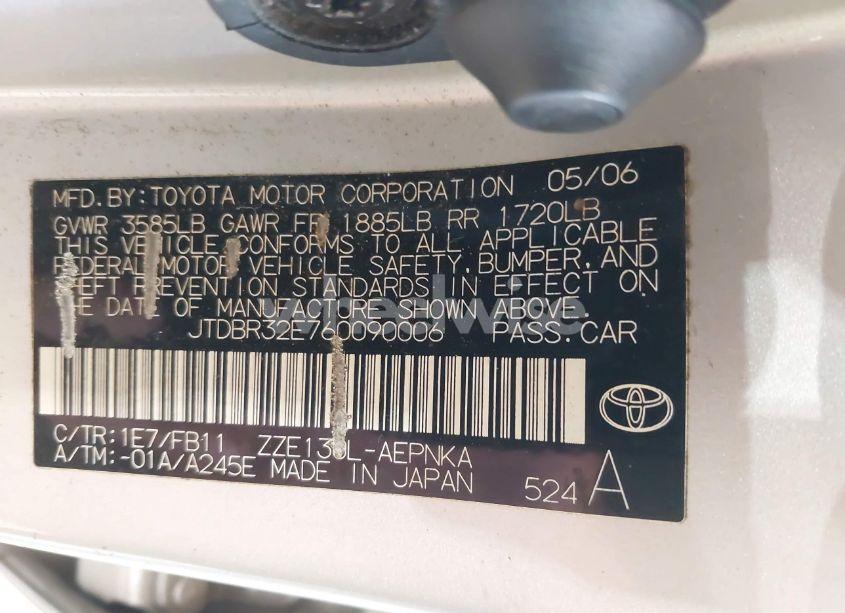 MFD. BY: TOYOTA MOTOR CORPORATION 05/06
GVWR 3585LB GAWR FR 1885LB RR 1720LB
THIS VEHICLE CONFORMS TO ALL APPLICABLE
FEDERAL MOTOR VEHICLE SAFETY, BUMPER, AND
THEFT PREVENTION STANDARDS IN EFFECT ON
THE DATE OF MANUFACTURE SHOWN ABOVE.
JTDBR32E760090006 PASS. CAR
C/TR: 1E7/FB11 ZZE130L-AEPNKA
A/TM: -01A/A245E MADE IN JAPAN
524 A
wheelwise